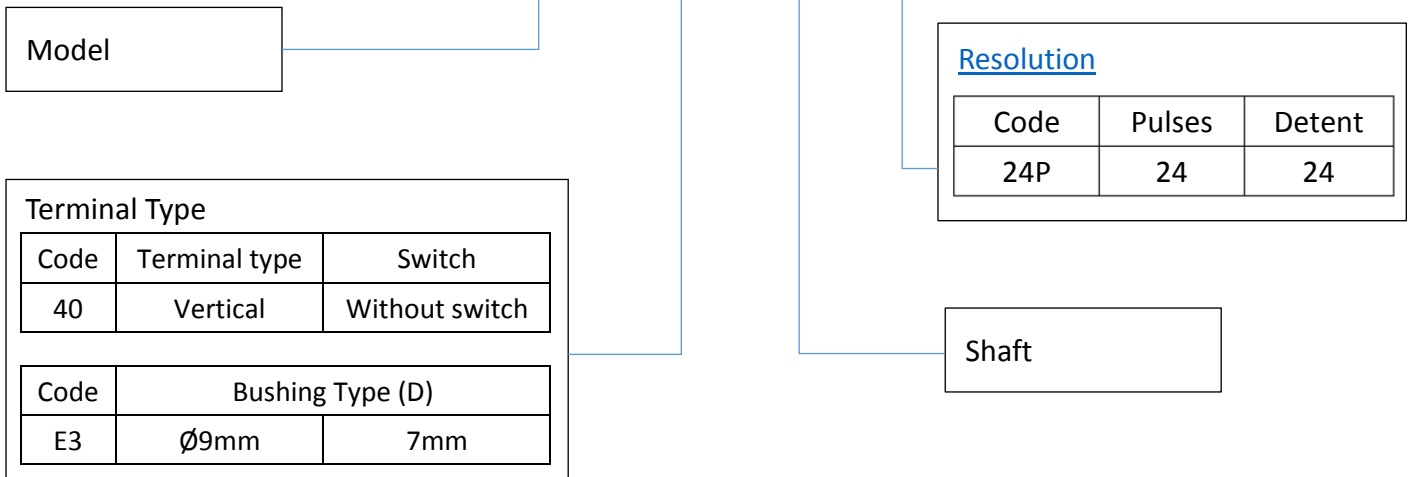 Model
Resolution
Code Pulses Detent
24P 24 24
Terminal Type
Code Terminal type Switch
40 Vertical Without switch
Code Bushing Type (D)
E3 Ø9mm 7mm
Shaft